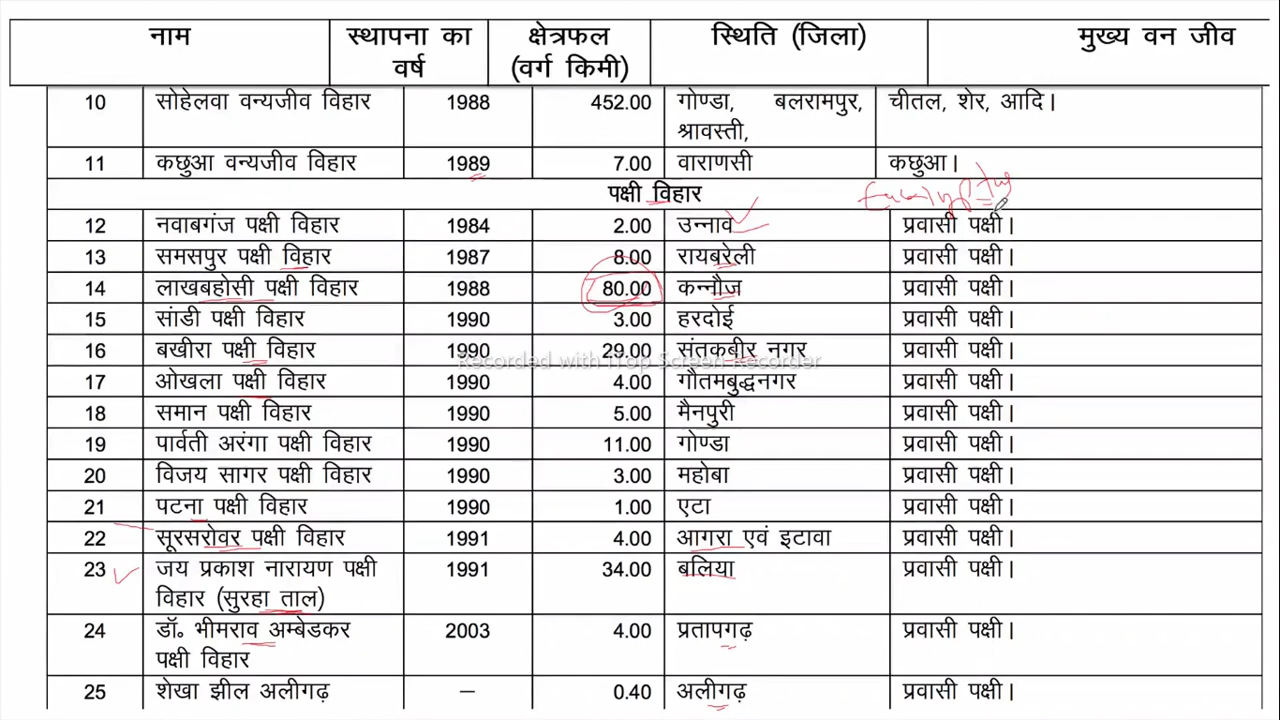 नाम स्थापना का वर्ष क्षेत्रफल (वर्ग किमी) स्थिति (जिला) मुख्य वन जीव
10 सोहेलवा वन्यजीव विहार 1988 452.00 गोण्डा, बलरामपुर, श्रावस्ती, चीतल, शेर, आदि।
11 कछुआ वन्यजीव विहार 1989 7.00 वाराणसी कछुआ।
पक्षी विहार
12 नवाबगंज पक्षी विहार 1984 2.00 उन्नाव प्रवासी पक्षी।
13 समसपुर पक्षी विहार 1987 8.00 रायबरेली प्रवासी पक्षी।
14 लाखबहोसी पक्षी विहार 1988 80.00 कन्नौज प्रवासी पक्षी।
15 सांडी पक्षी विहार 1990 3.00 हरदोई प्रवासी पक्षी।
16 बखीरा पक्षी विहार 1990 29.00 संतकबीर नगर प्रवासी पक्षी।
Recorded with iTop Screen Recorder
17 ओखला पक्षी विहार 1990 4.00 गौतमबुद्धनगर प्रवासी पक्षी।
18 समान पक्षी विहार 1990 5.00 मैनपुरी प्रवासी पक्षी।
19 पार्वती अरंगा पक्षी विहार 1990 11.00 गोण्डा प्रवासी पक्षी।
20 विजय सागर पक्षी विहार 1990 3.00 महोबा प्रवासी पक्षी।
21 पटना पक्षी विहार 1990 1.00 एटा प्रवासी पक्षी।
22 सूरसरोवर पक्षी विहार 1991 4.00 आगरा एवं इटावा प्रवासी पक्षी।
23 जय प्रकाश नारायण पक्षी विहार (सुरहा ताल) 1991 34.00 बलिया प्रवासी पक्षी।
24 डॉ॰ भीमराव अम्बेडकर पक्षी विहार 2003 4.00 प्रतापगढ़ प्रवासी पक्षी।
25 शेखा झील अलीगढ़ – 0.40 अलीगढ़ प्रवासी पक्षी।